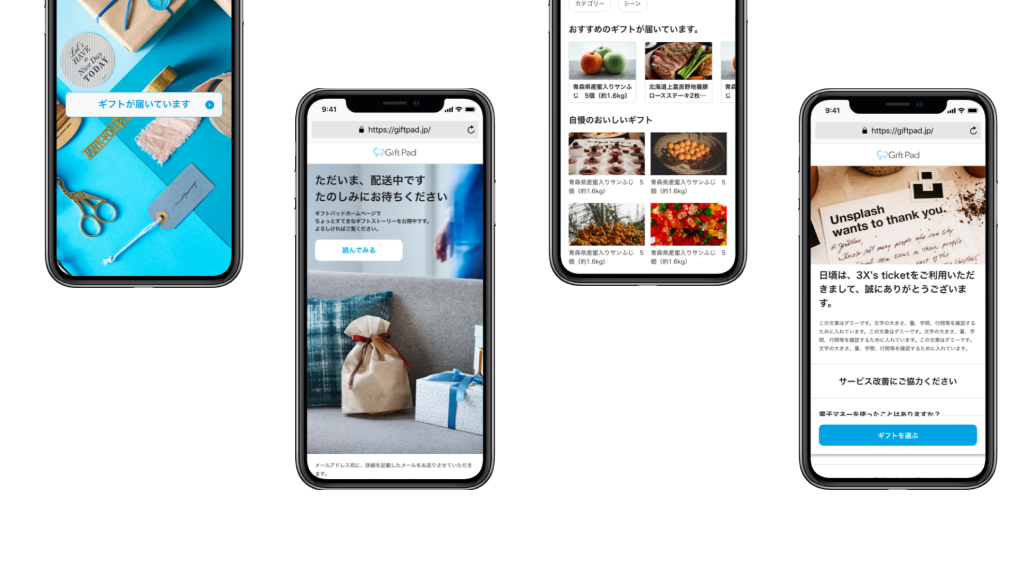 Let's
HAVE
a
Nice Day
TODAY
ギフトが届いています
THANK YOU
9:41
https://giftpad.jp/
Gift Pad
ただいま、配送中です
たのしみにお待ちください
ギフトパッドホームページで
ちょっとすてきなギフトストーリーを公開中です。
よろしければご覧ください。
読んでみる
メールアドレス宛に、詳細を記載したメールをお送りさせていただき
ます。
カテゴリー
シーン
おすすめのギフトが届いています。
青森県産蜜入りサンふ
じ 5個（約1.6kg）
北海道上富良野地養豚
ロースステーキ2枚…
自慢のおいしいギフト
青森県産蜜入りサンふじ 5
個（約1.6kg）
青森県産蜜入りサンふじ 5
個（約1.6kg）
青森県産蜜入りサンふじ 5
個（約1.6kg）
青森県産蜜入りサンふじ 5
個（約1.6kg）
9:41
https://giftpad.jp/
Gift Pad
Unsplash
wants to thank you.
日頃は、3X's ticketをご利用いただ
きまして、誠にありがとうございま
す。
この文章はダミーです。文字の大きさ、量、字間、行間等を確認する
ために入れています。この文章はダミーです。文字の大きさ、量、字
間、行間等を確認するために入れています。この文章はダミーです。
文字の大きさ、量、字間、行間等を確認するために入れています。
サービス改善にご協力ください
電子マネーを使ったことはありますか？
ギフトを選ぶ